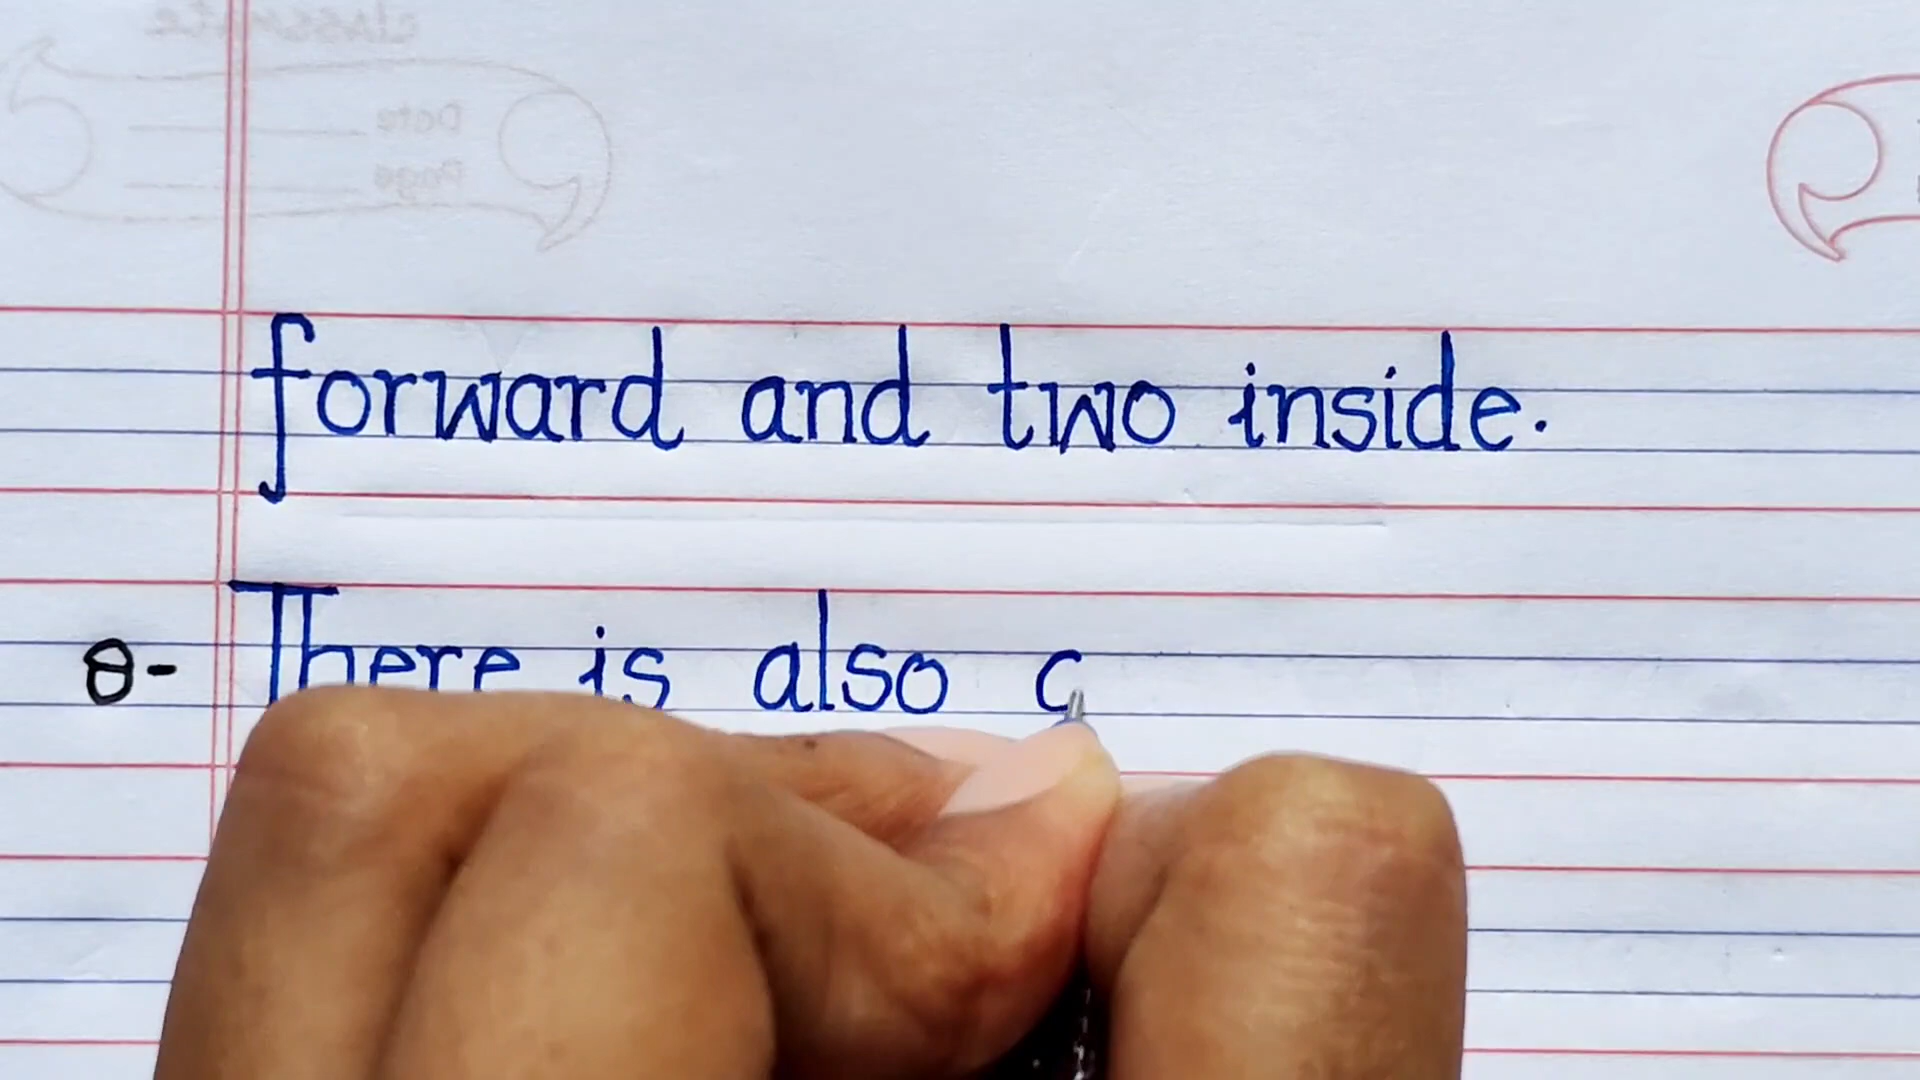 forward and two inside.
8- There is also